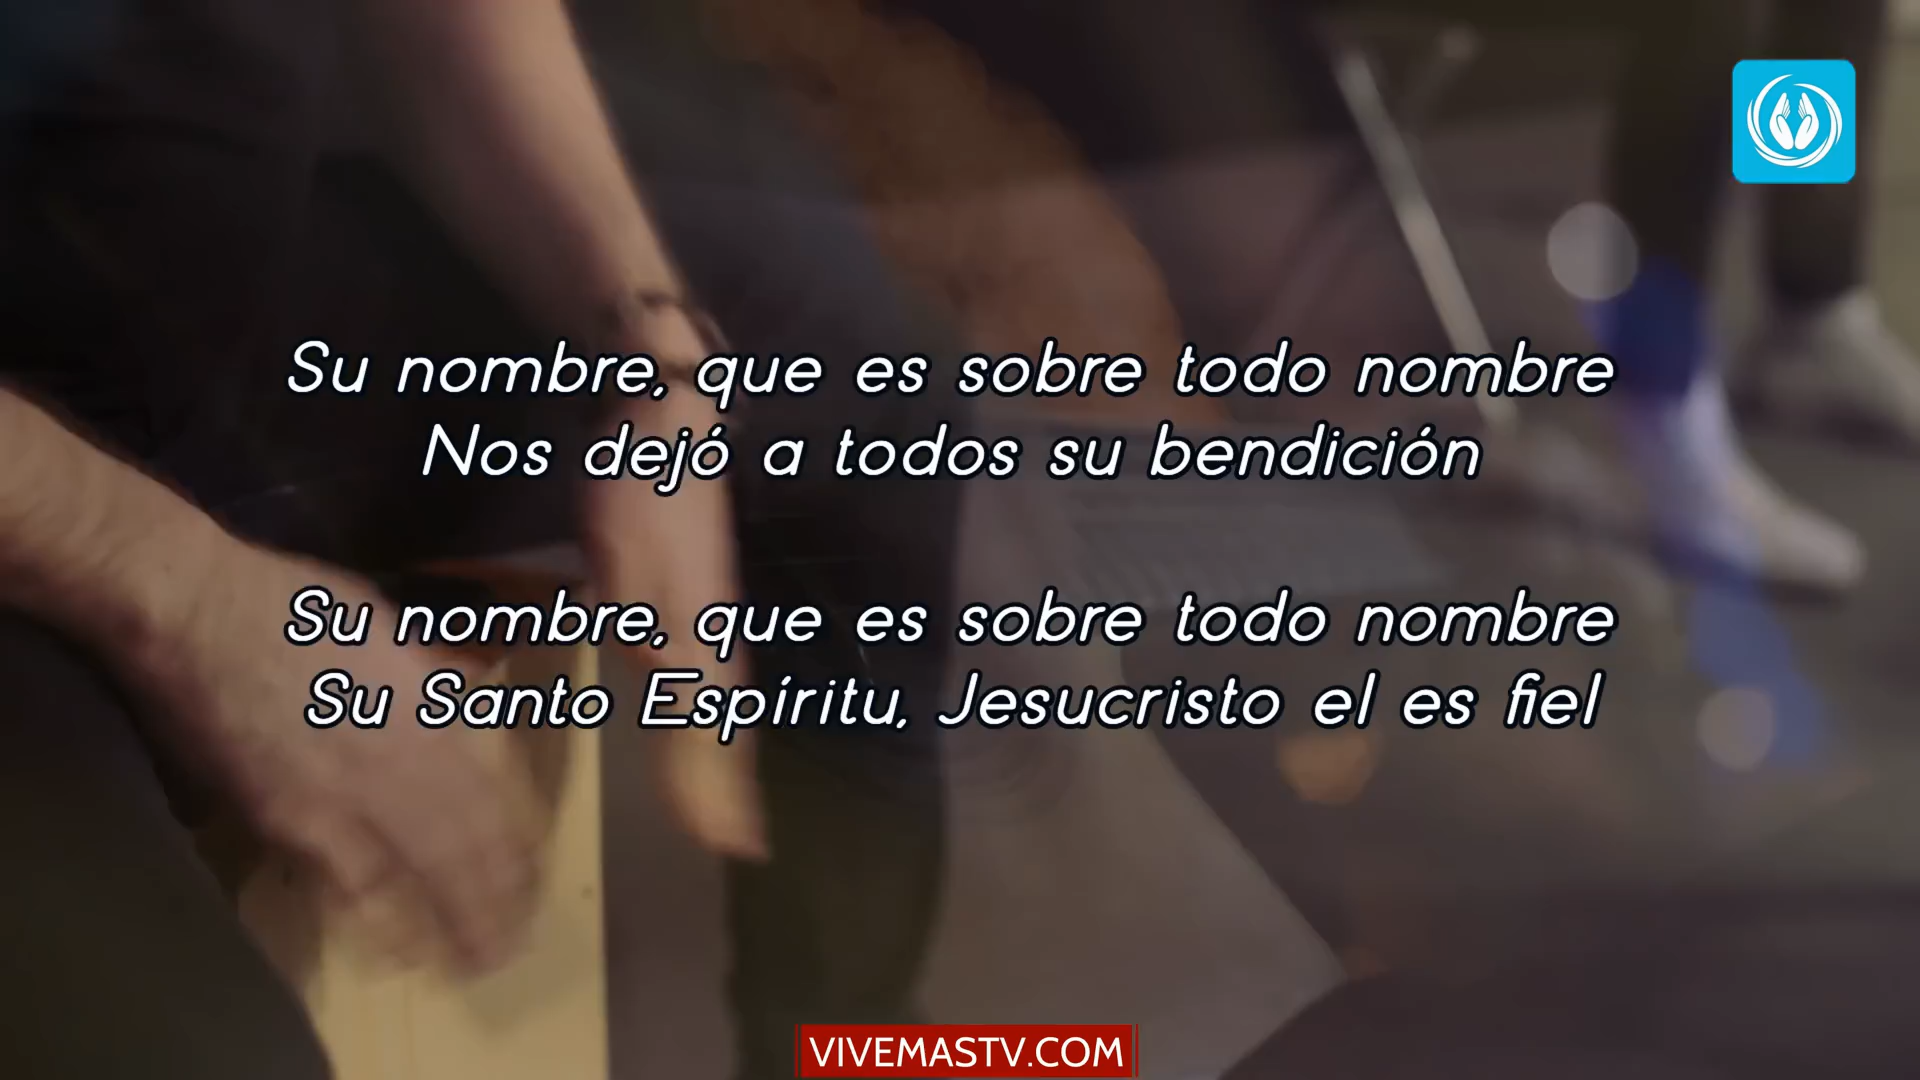 Su nombre, que es sobre todo nombre
Nos dejó a todos su bendición
Su nombre, que es sobre todo nombre
Su Santo Espíritu, Jesucristo el es fiel
VIVEMASTV.COM